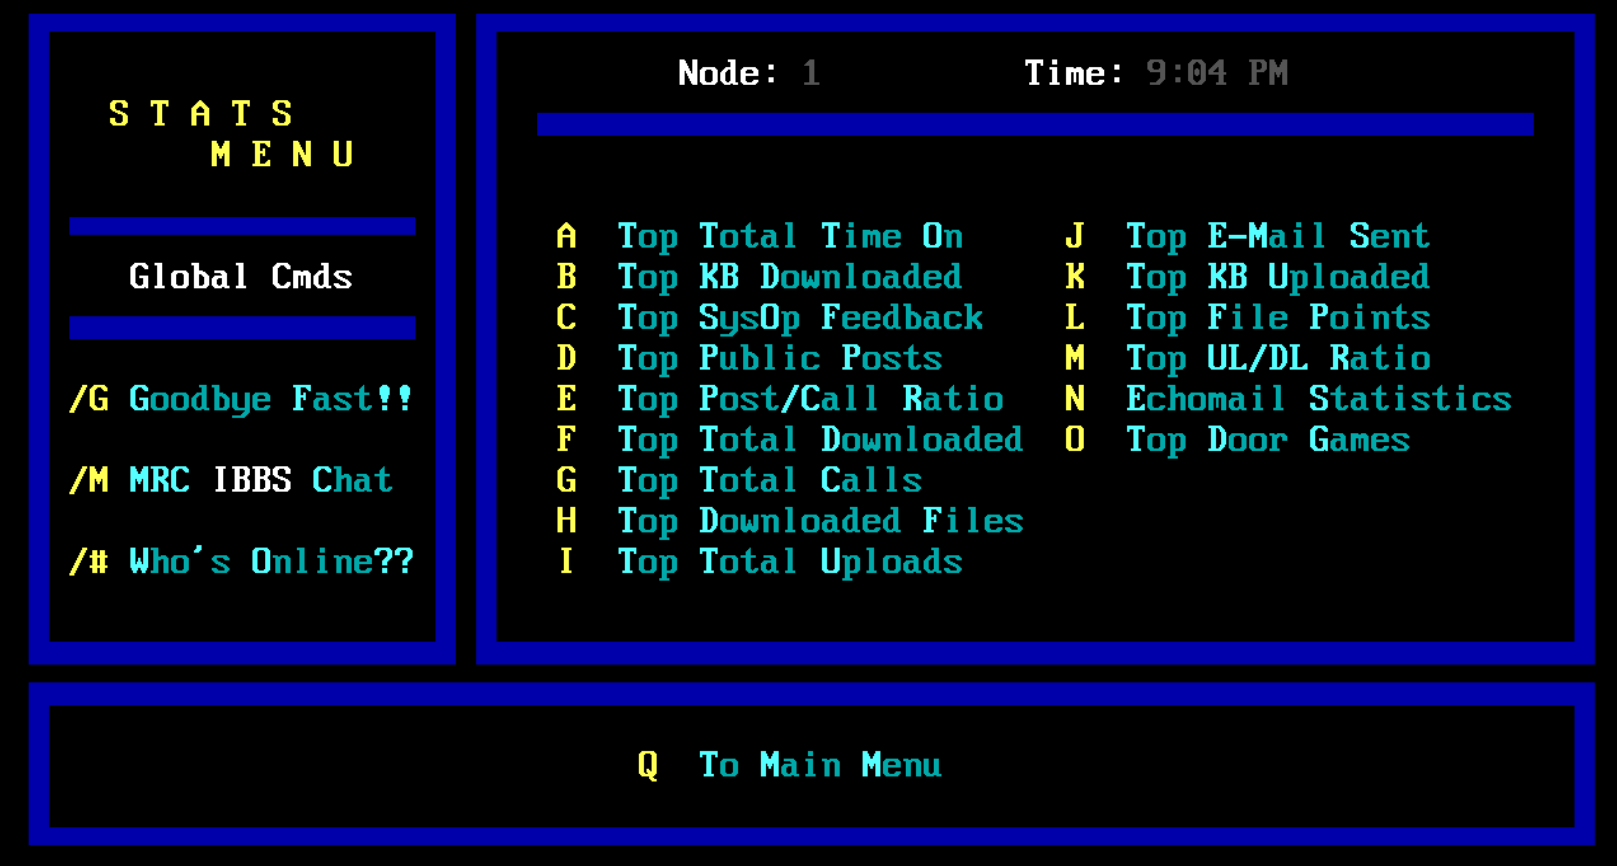 S T A T S
M E N U
Global Cmds
/G Goodbye Fast!!
/M MRC IBBS Chat
/# Who's Online??
Node: 1 Time: 9:04 PM
A Top Total Time On J Top E-Mail Sent
B Top KB Downloaded K Top KB Uploaded
C Top SysOp Feedback L Top File Points
D Top Public Posts M Top UL/DL Ratio
E Top Post/Call Ratio N Echomail Statistics
F Top Total Downloaded O Top Door Games
G Top Total Calls
H Top Downloaded Files
I Top Total Uploads
Q To Main Menu